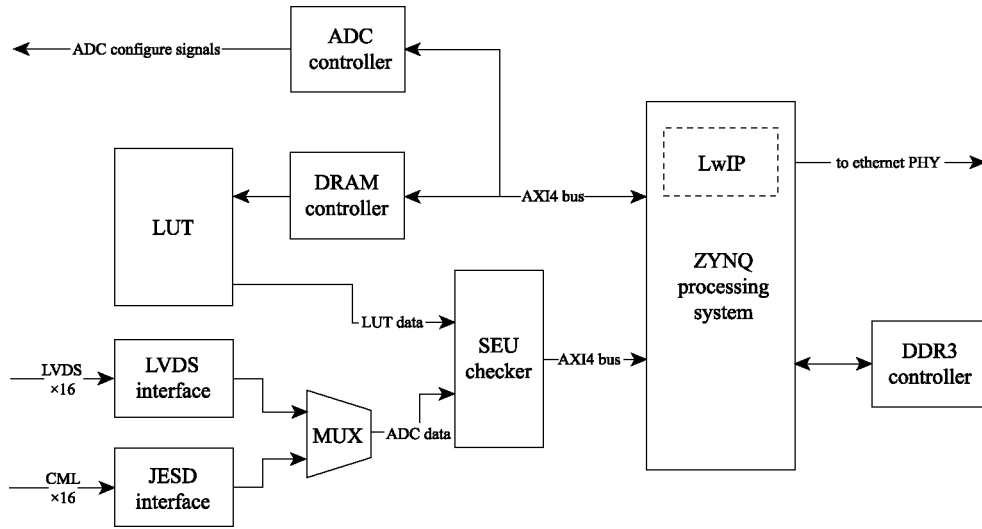 ADC configure signals
ADC
controller
LwIP
to ethernet PHY
DRAM
controller
AXI4 bus
LUT
ZYNQ
processing
system
LUT data
SEU
checker
AXI4 bus
DDR3
controller
LVDS
×16
LVDS
interface
MUX
ADC data
CML
×16
JESD
interface